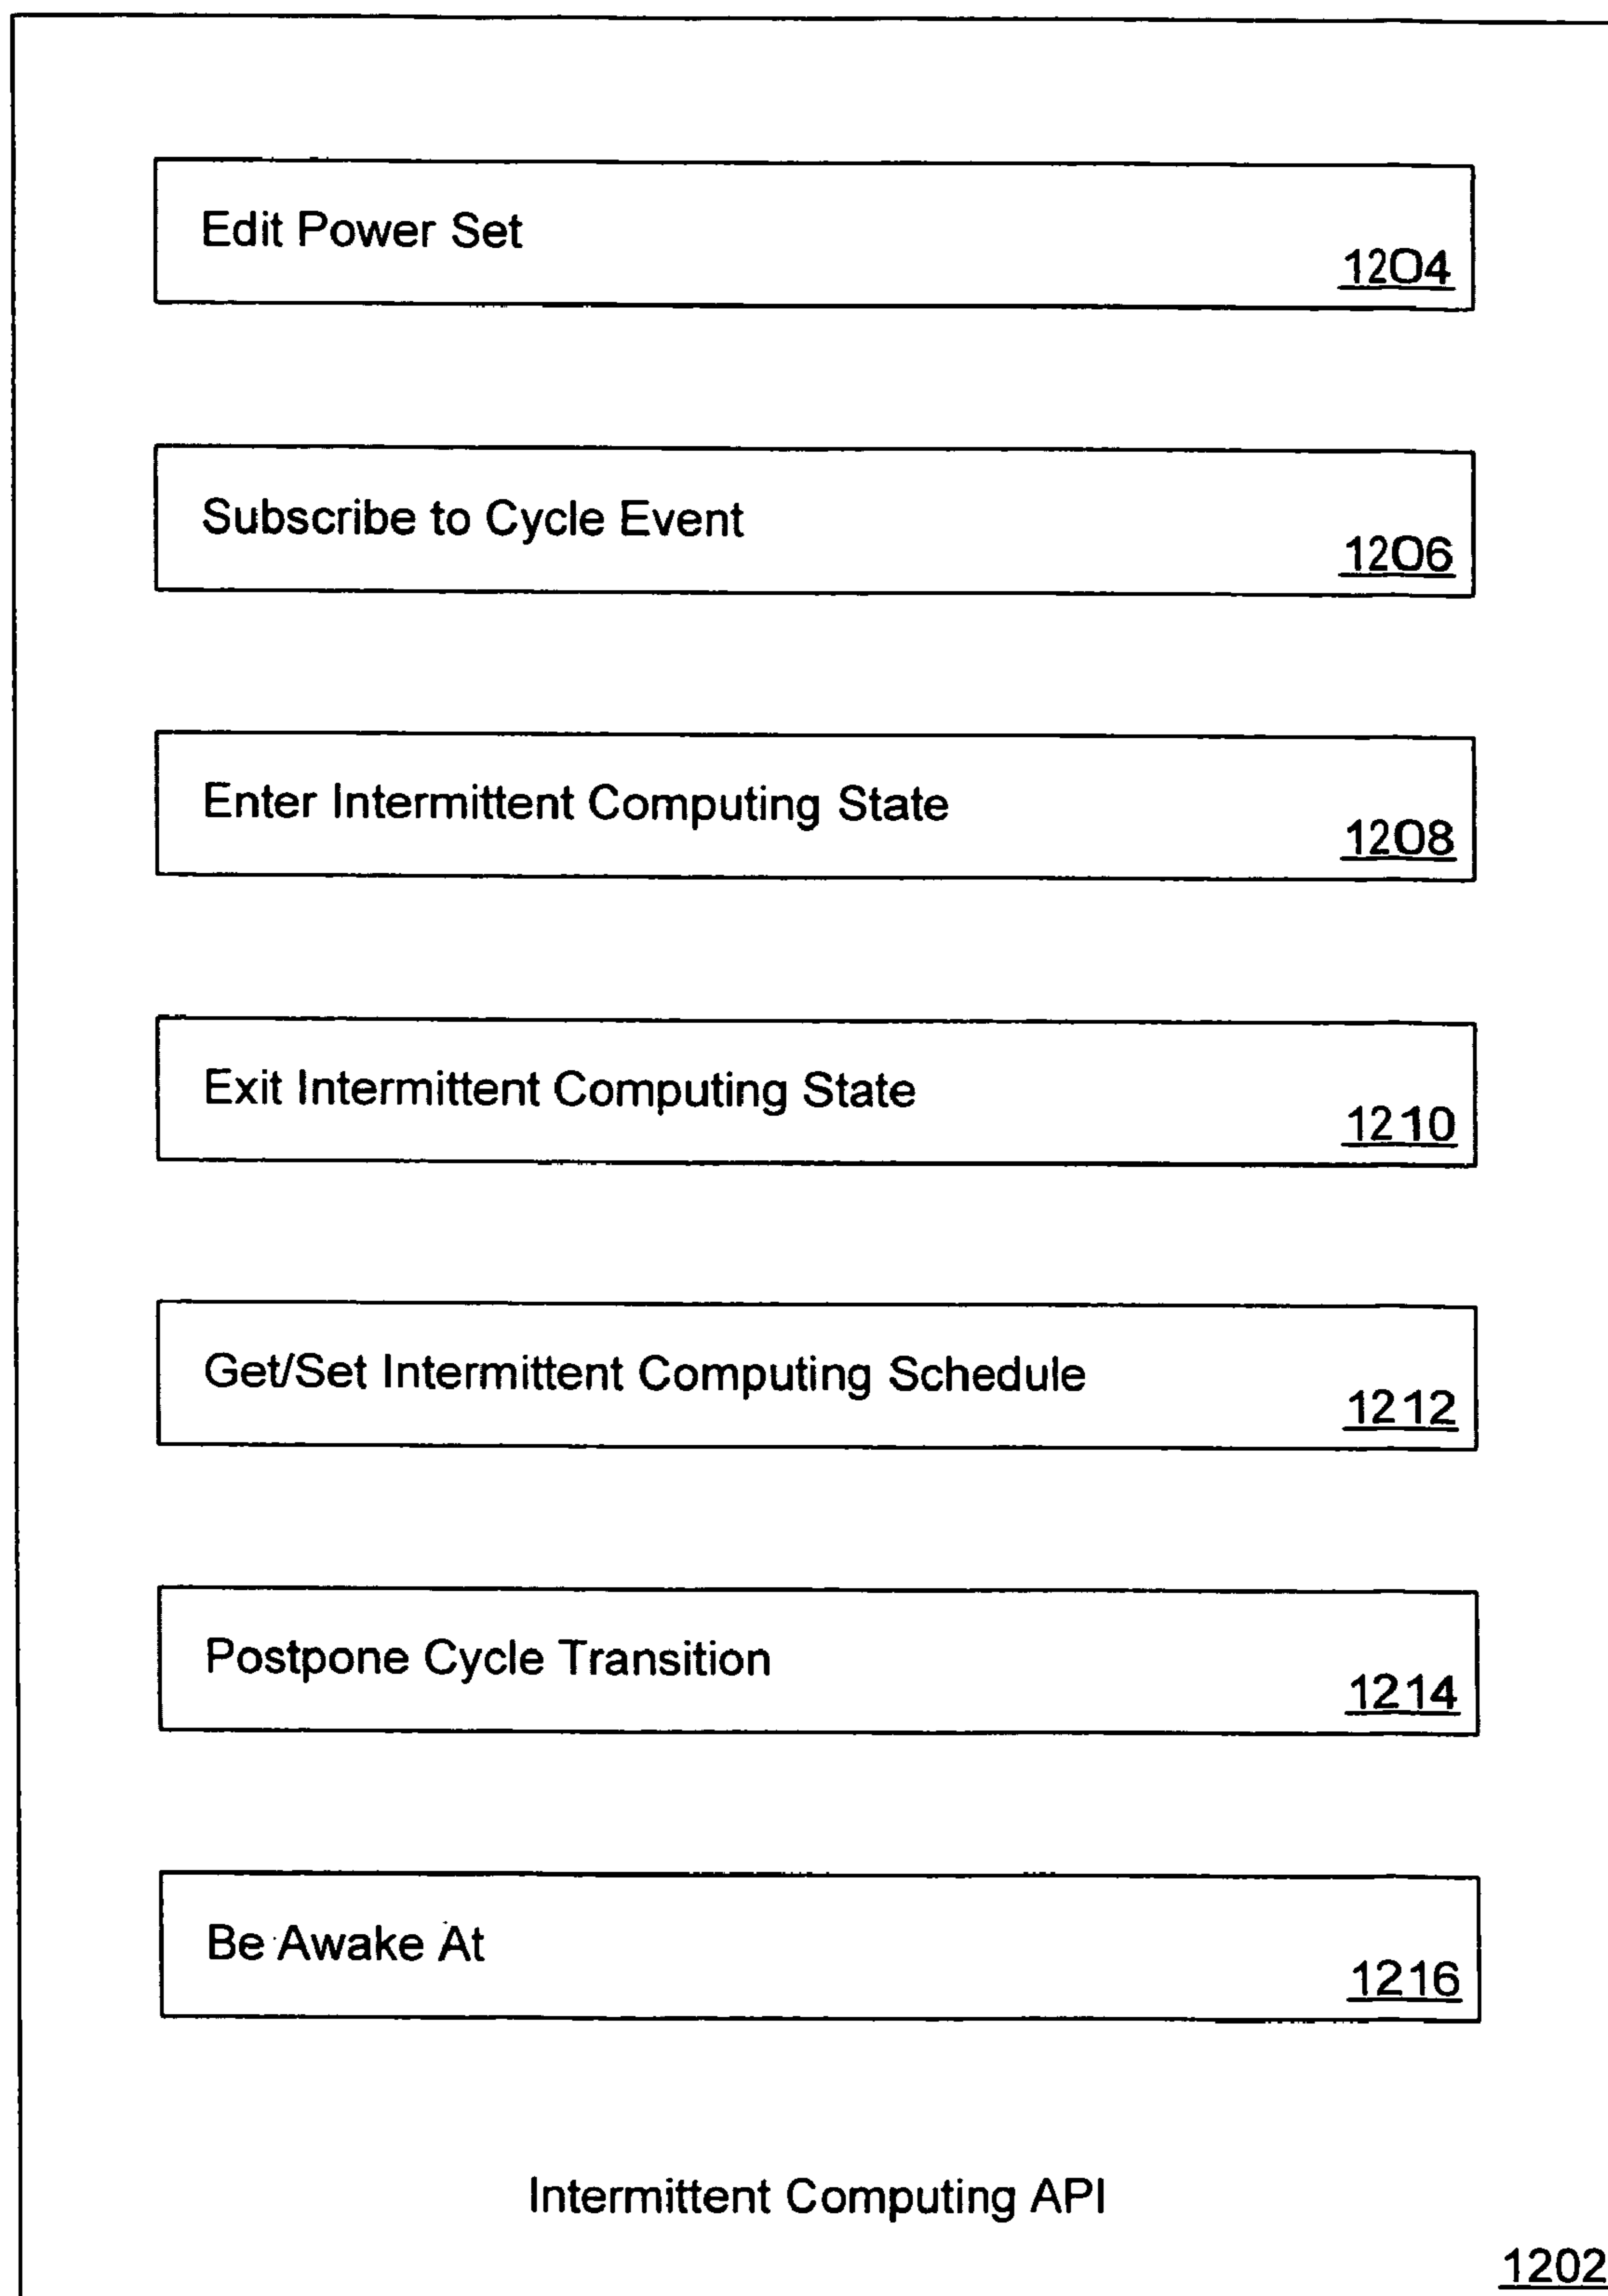 Edit Power Set
1204
Subscribe to Cycle Event
1206
Enter Intermittent Computing State
1208
Exit Intermittent Computing State
1210
Get/Set Intermittent Computing Schedule
1212
Postpone Cycle Transition
1214
Be Awake At
1216
Intermittent Computing API
1202